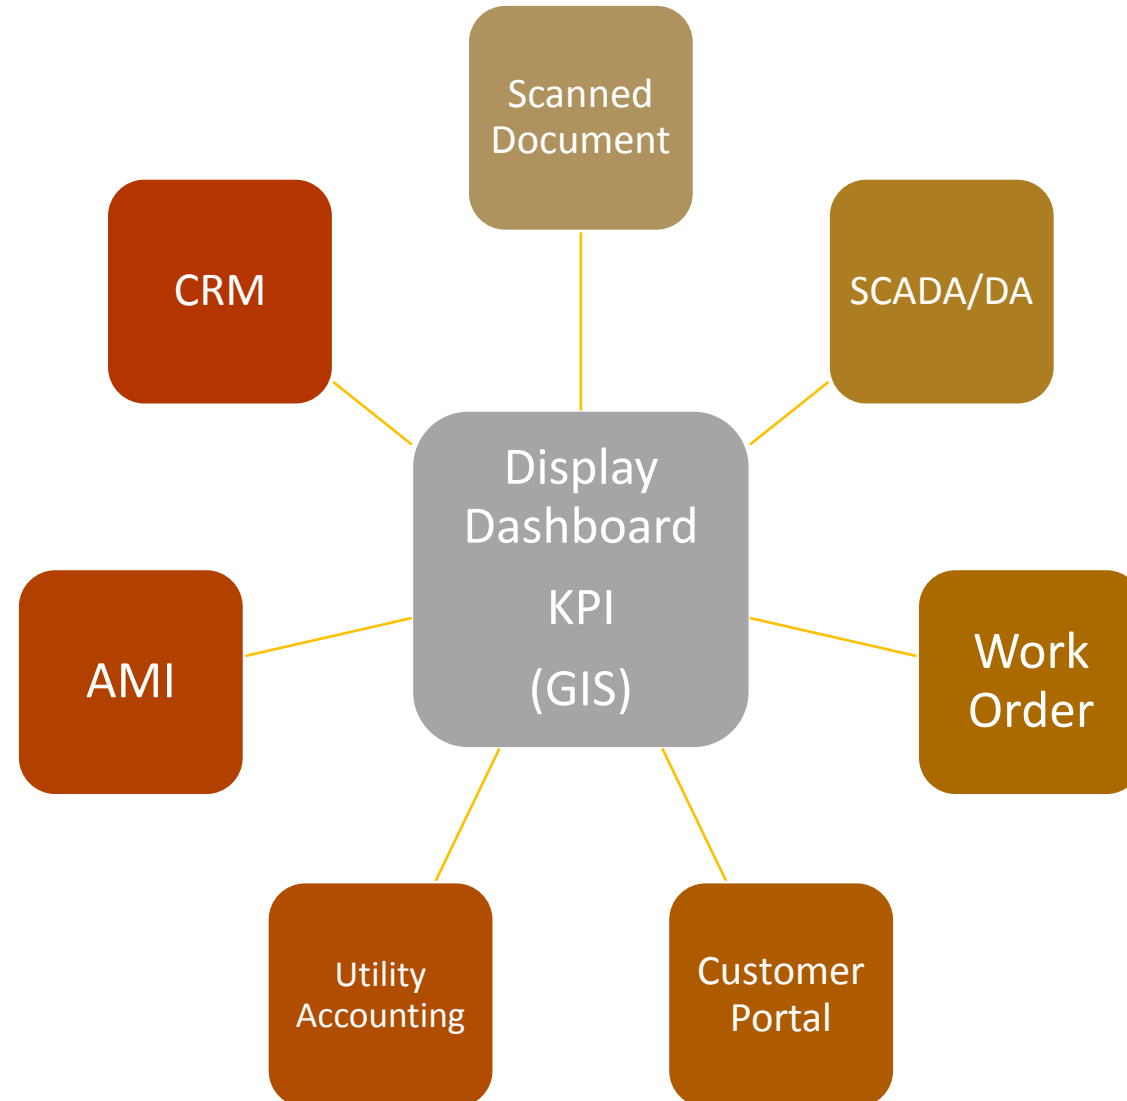 Scanned
Document
CRM
SCADA/DA
Display
Dashboard
KPI
(GIS)
AMI
Work
Order
Utility
Accounting
Customer
Portal